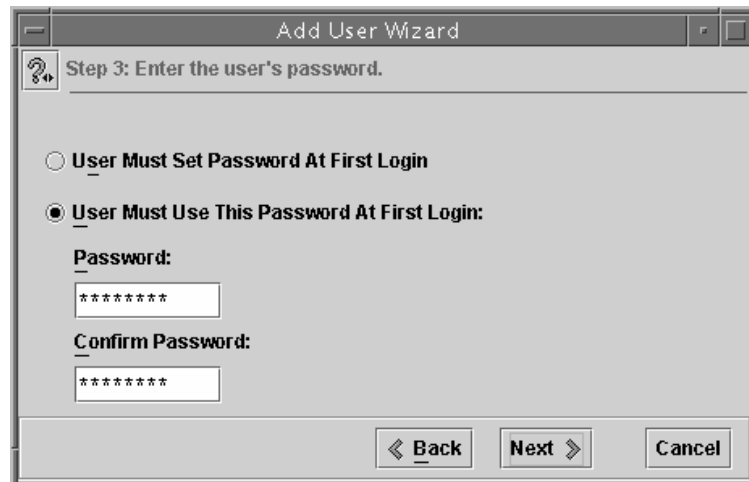 Add User Wizard
Step 3: Enter the user's password.
User Must Set Password At First Login
User Must Use This Password At First Login:
Password:
********
Confirm Password:
********
Back Next Cancel